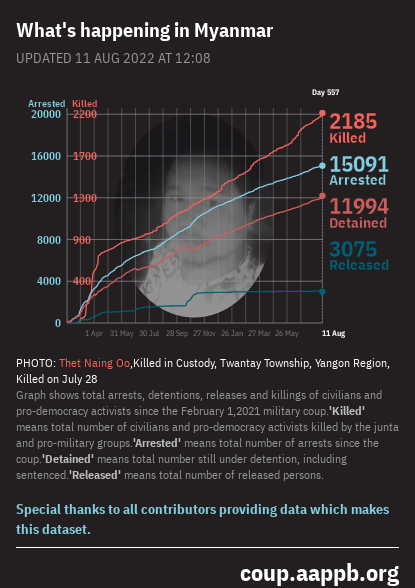 What's happening in Myanmar
UPDATED 11 AUG 2022 AT 12:08
Day 557
Arrested Killed
20000 2200
2185
Killed
16000 1700
15091
Arrested
12000 1300
11994
Detained
8000 900
3075
Released
4000 400
0
1 Apr 31 May 30 Jul 28 Sep 27 Nov 26 Jan 27 Mar 26 May 11 Aug
PHOTO: Thet Naing Oo,Killed in Custody, Twantay Township, Yangon Region,
Killed on July 28
Graph shows total arrests, detentions, releases and killings of civilians and
pro-democracy activists since the February 1,2021 military coup.'Killed'
means total number of civilians and pro-democracy activists killed by the junta
and pro-military groups.'Arrested' means total number of arrests since the
coup.'Detained' means total number still under detention, including
sentenced.'Released' means total number of released persons.
Special thanks to all contributors providing data which makes
this dataset.
coup.aappb.org